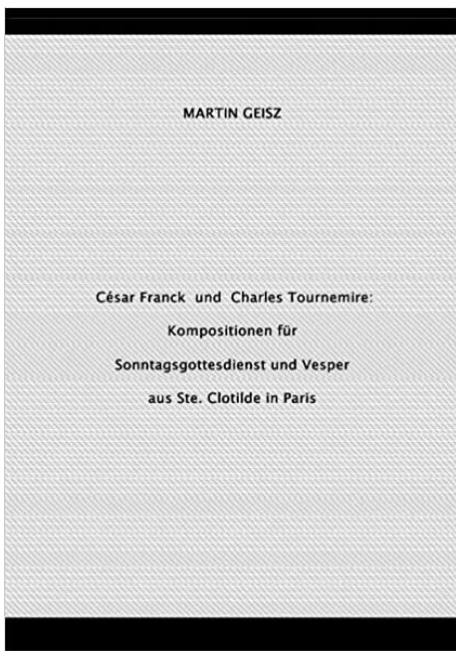 MARTIN GEISZ
César Franck und Charles Tournemire:
Kompositionen für
Sonntagsgottesdienst und Vesper
aus Ste. Clotilde in Paris